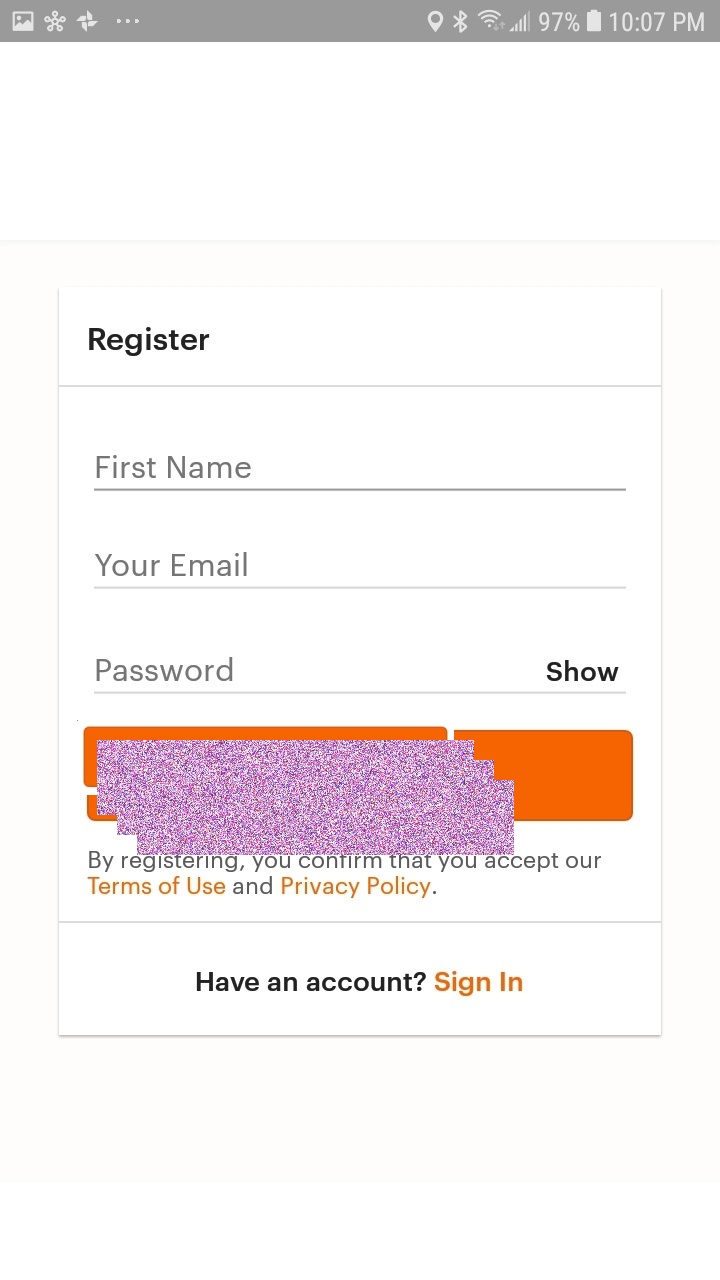 97% 10:07 PM
Register
First Name
Your Email
Password Show
By registering, you confirm that you accept our
Terms of Use and Privacy Policy.
Have an account? Sign In